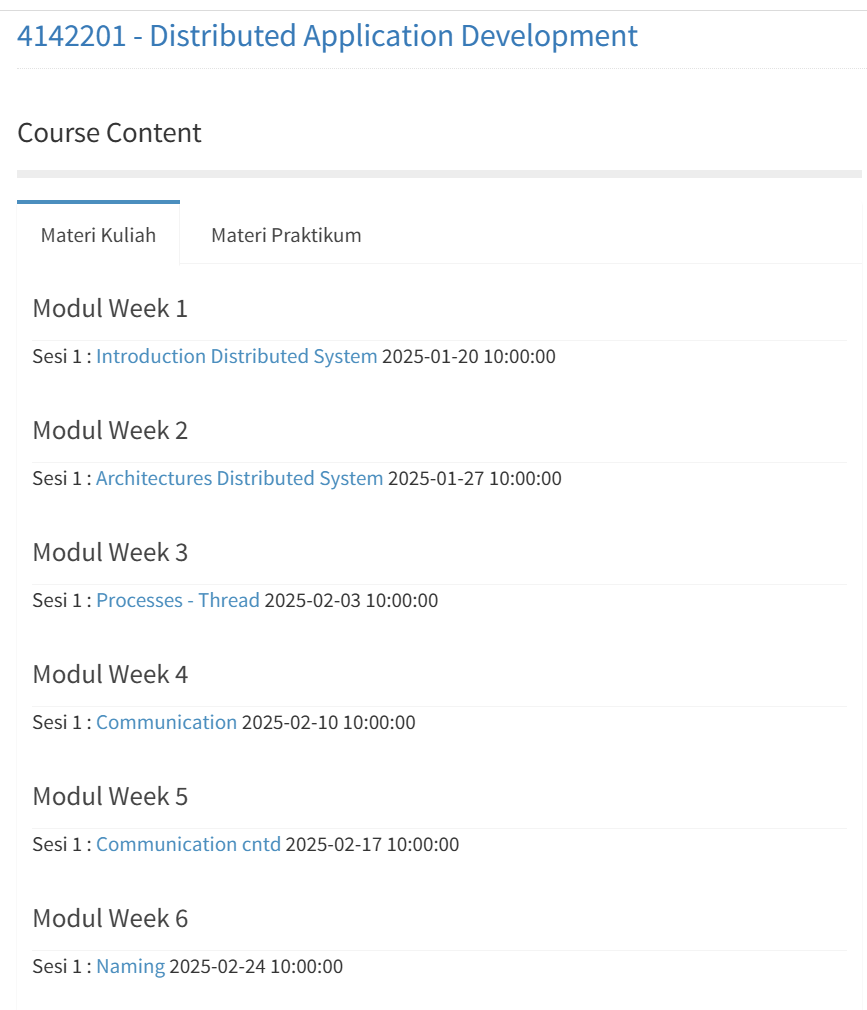 4142201 - Distributed Application Development
Course Content
Materi Kuliah
Materi Praktikum
Modul Week 1
Sesi 1 : Introduction Distributed System 2025-01-20 10:00:00
Modul Week 2
Sesi 1 : Architectures Distributed System 2025-01-27 10:00:00
Modul Week 3
Sesi 1 : Processes - Thread 2025-02-03 10:00:00
Modul Week 4
Sesi 1 : Communication 2025-02-10 10:00:00
Modul Week 5
Sesi 1 : Communication cntd 2025-02-17 10:00:00
Modul Week 6
Sesi 1 : Naming 2025-02-24 10:00:00